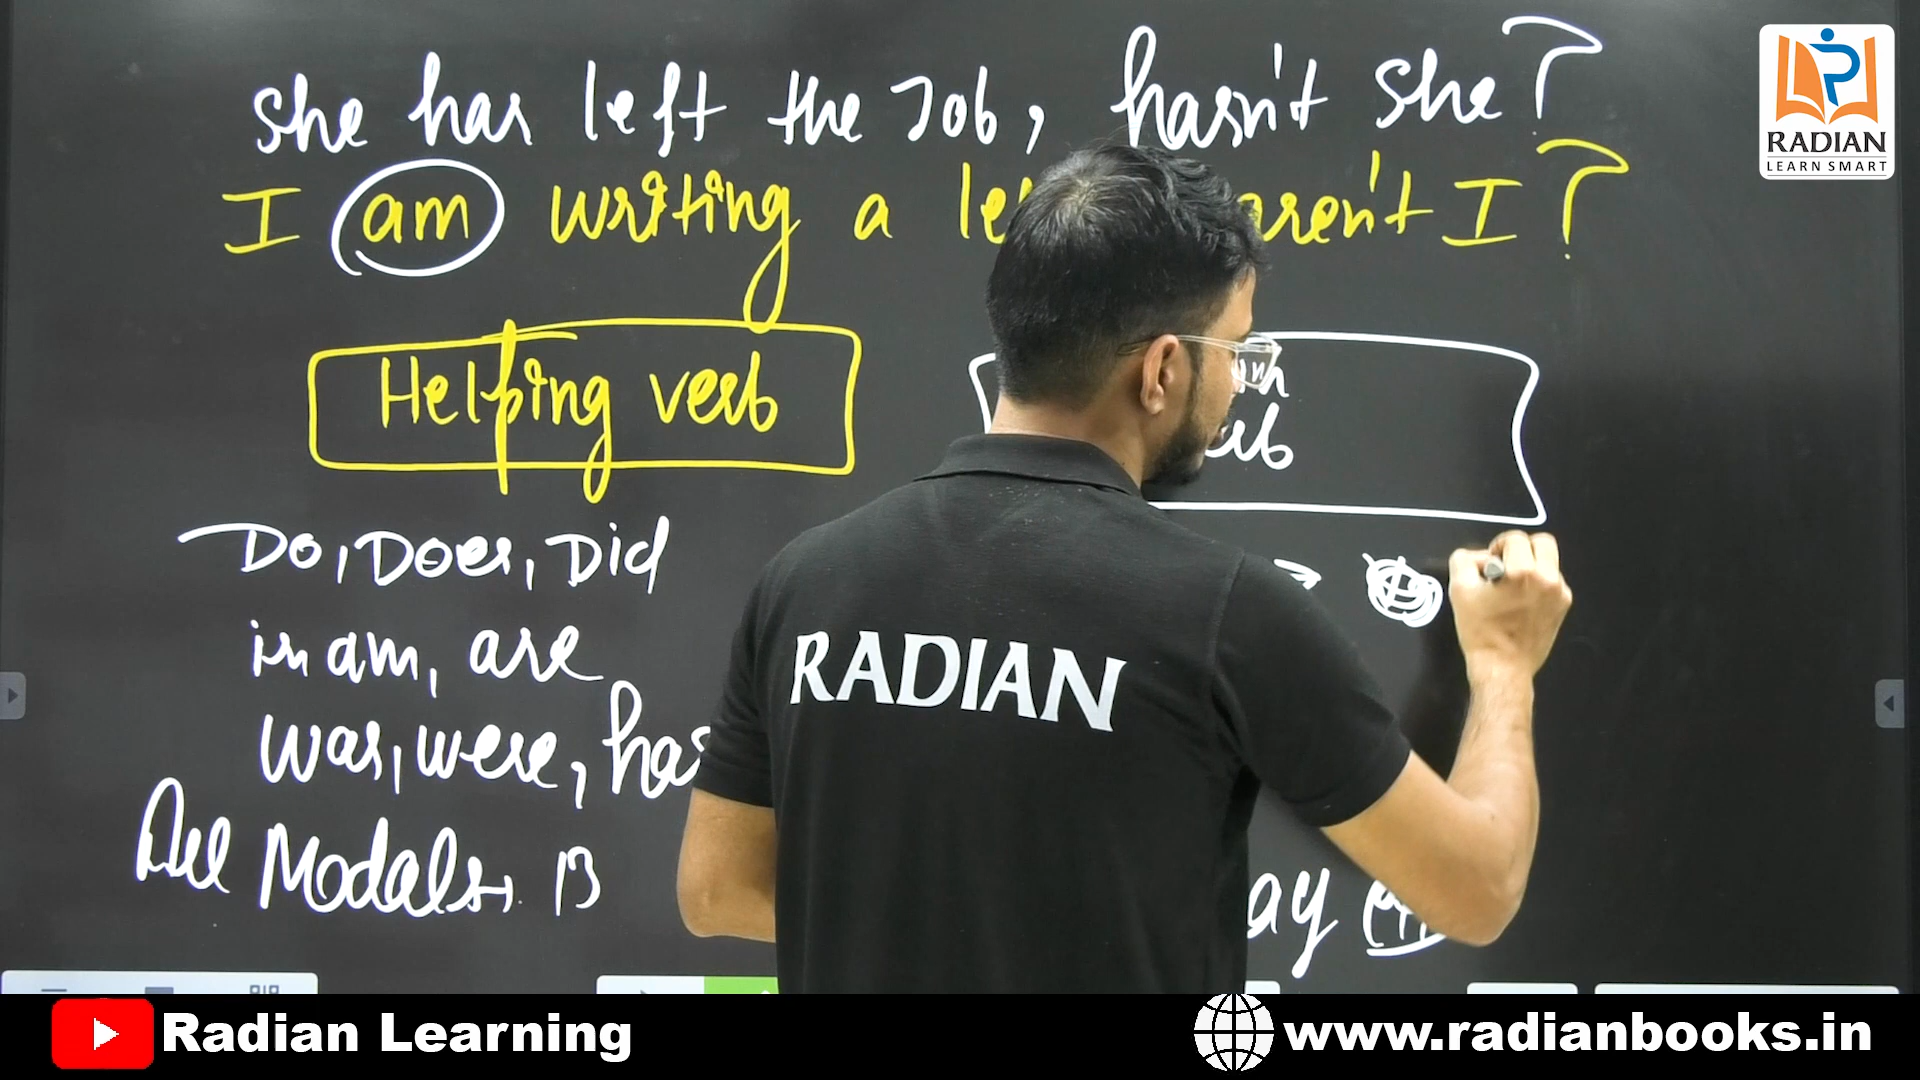 She has left the Job, hasn't she?
I am writing a le aren't I?
Helping verb
Do, Does, Did
is am, are
was, were, has
All Modals. 13
ay
RADIAN
RADIAN
LEARN SMART
Radian Learning
www.radianbooks.in